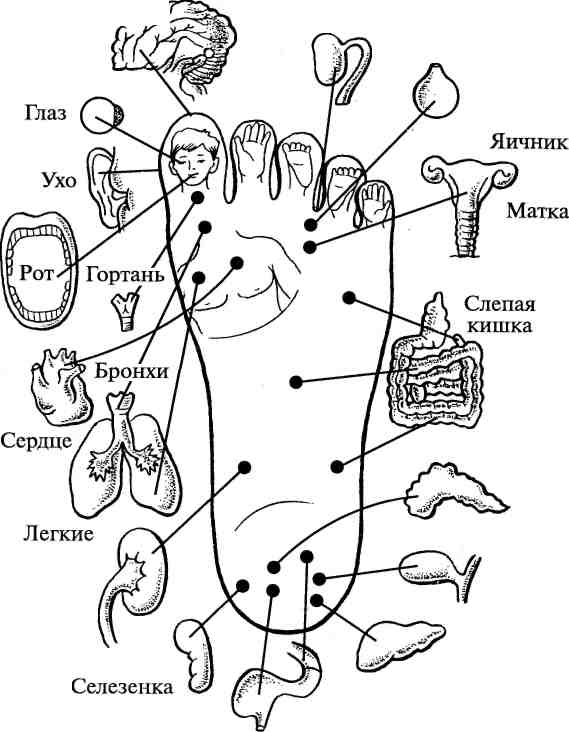 Глаз
Ухо
Рот
Гортань
Бронхи
Сердце
Легкие
Селезенка
Яичник
Матка
Слепая
кишка